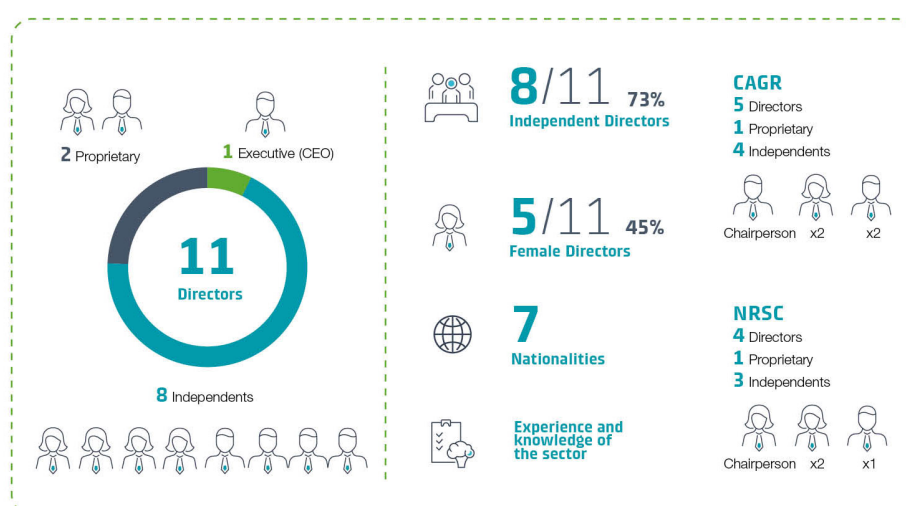 2 Proprietary
1 Executive (CEO)
11
Directors
8 Independents
8/11 73%
Independent Directors
5/11 45%
Female Directors
7
Nationalities
Experience and
knowledge of
the sector
CAGR
5 Directors
1 Proprietary
4 Independents
Chairperson x2 x2
NRSC
4 Directors
1 Proprietary
3 Independents
Chairperson x2 x1